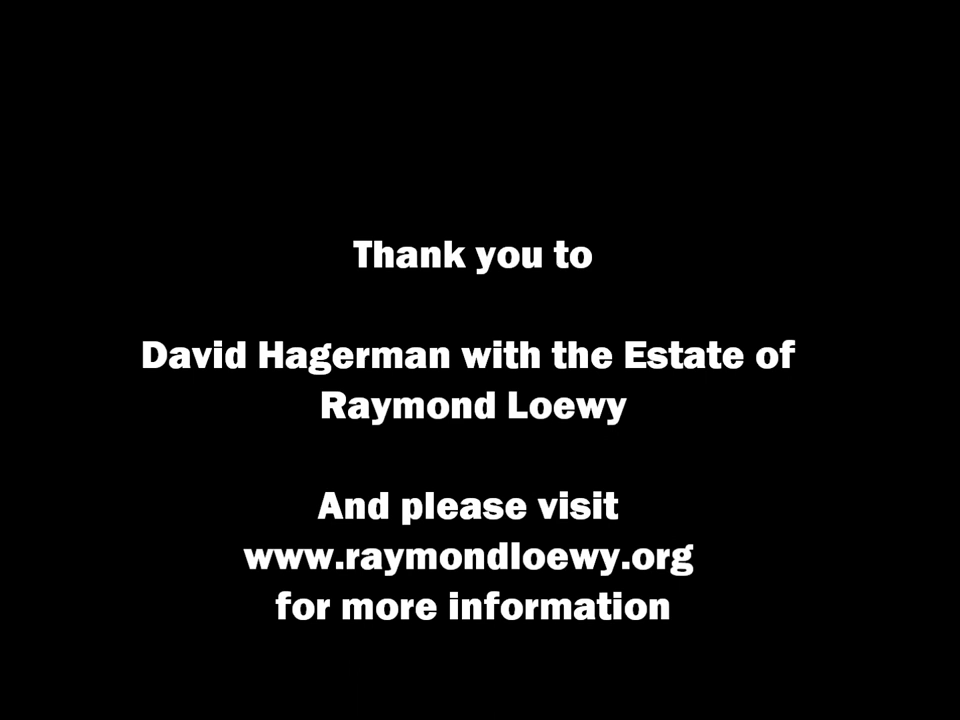 Thank you to
David Hagerman with the Estate of
Raymond Loewy
And please visit
www.raymondloewy.org
for more information